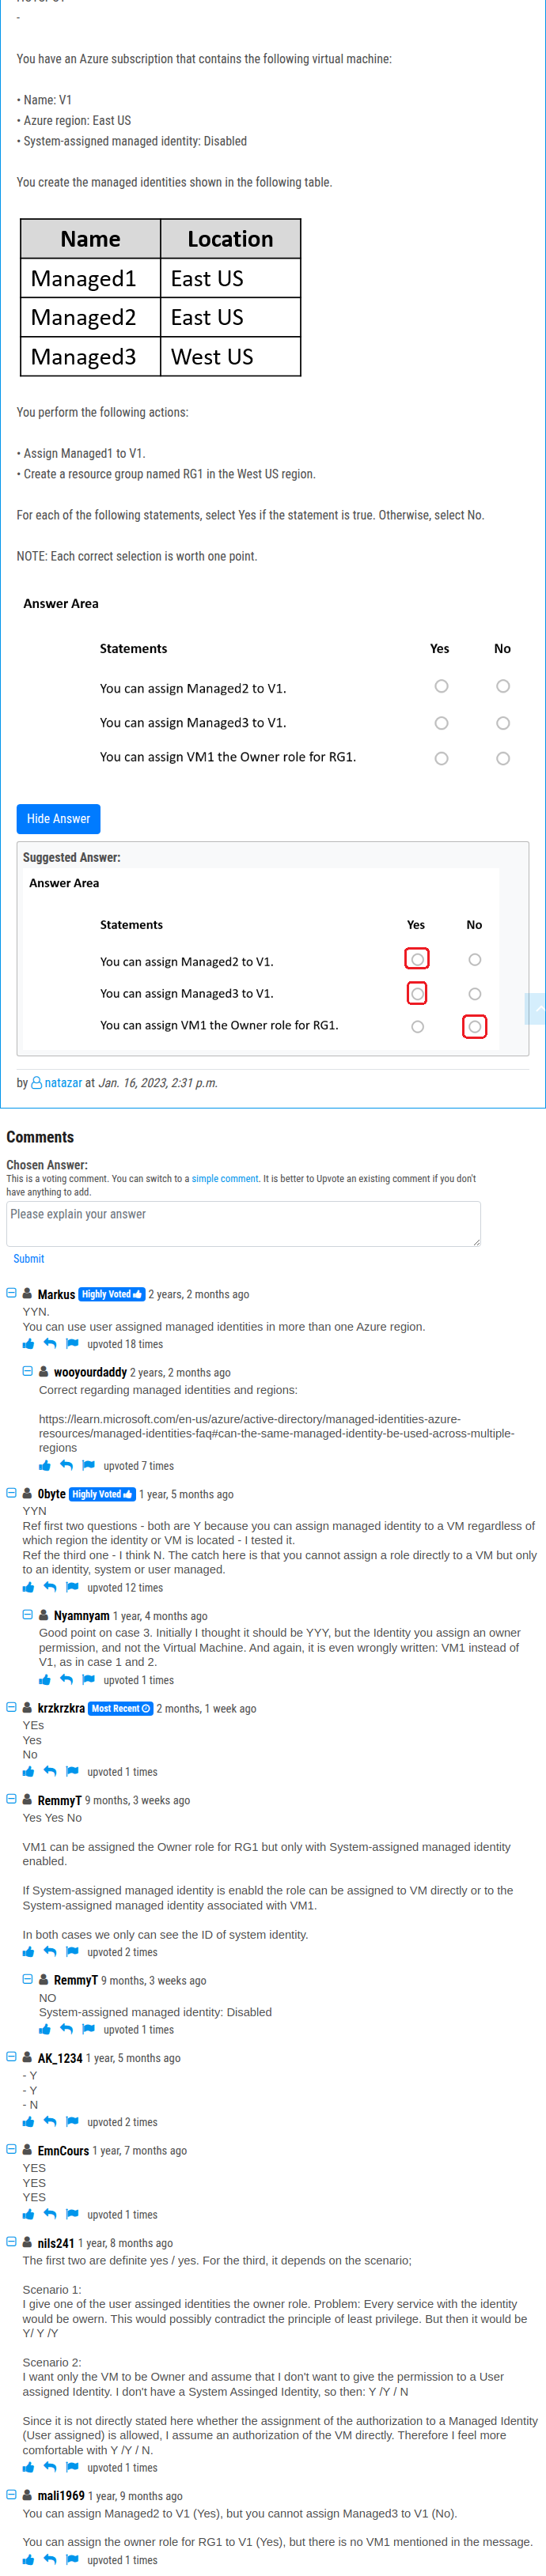 -
You have an Azure subscription that contains the following virtual machine:
• Name: V1
• Azure region: East US
• System-assigned managed identity: Disabled
You create the managed identities shown in the following table.
Name Location
Managed1 East US
Managed2 East US
Managed3 West US
You perform the following actions:
• Assign Managed1 to V1.
• Create a resource group named RG1 in the West US region.
For each of the following statements, select Yes if the statement is true. Otherwise, select No.
NOTE: Each correct selection is worth one point.
Answer Area
Statements Yes No
You can assign Managed2 to V1.
You can assign Managed3 to V1.
You can assign VM1 the Owner role for RG1.
Hide Answer
Suggested Answer:
Answer Area
Statements Yes No
You can assign Managed2 to V1.
You can assign Managed3 to V1.
You can assign VM1 the Owner role for RG1.
by natazar at Jan. 16, 2023, 2:31 p.m.
Comments
Chosen Answer:
This is a voting comment. You can switch to a simple comment. It is better to Upvote an existing comment if you don't
have anything to add.
Please explain your answer
Submit
Markus Highly Voted 2 years, 2 months ago
YYN.
You can use user assigned managed identities in more than one Azure region.
upvoted 18 times
wooyourdaddy 2 years, 2 months ago
Correct regarding managed identities and regions:
https://learn.microsoft.com/en-us/azure/active-directory/managed-identities-azure-
resources/managed-identities-faq#can-the-same-managed-identity-be-used-across-multiple-
regions
upvoted 7 times
0byte Highly Voted 1 year, 5 months ago
YYN
Ref first two questions - both are Y because you can assign managed identity to a VM regardless of
which region the identity or VM is located - I tested it.
Ref the third one - I think N. The catch here is that you cannot assign a role directly to a VM but only
to an identity, system or user managed.
upvoted 12 times
Nyamnyam 1 year, 4 months ago
Good point on case 3. Initially I thought it should be YYY, but the Identity you assign an owner
permission, and not the Virtual Machine. And again, it is even wrongly written: VM1 instead of
V1, as in case 1 and 2.
upvoted 1 times
krzkrzkra Most Recent 2 months, 1 week ago
YEs
Yes
No
upvoted 1 times
RemmyT 9 months, 3 weeks ago
Yes Yes No
VM1 can be assigned the Owner role for RG1 but only with System-assigned managed identity
enabled.
If System-assigned managed identity is enabld the role can be assigned to VM directly or to the
System-assigned managed identity associated with VM1.
In both cases we only can see the ID of system identity.
upvoted 2 times
RemmyT 9 months, 3 weeks ago
NO
System-assigned managed identity: Disabled
upvoted 1 times
AK_1234 1 year, 5 months ago
- Y
- Y
- N
upvoted 2 times
EmnCours 1 year, 7 months ago
YES
YES
YES
upvoted 1 times
nils241 1 year, 8 months ago
The first two are definite yes / yes. For the third, it depends on the scenario;
Scenario 1:
I give one of the user assinged identities the owner role. Problem: Every service with the identity
would be owern. This would possibly contradict the principle of least privilege. But then it would be
Y/ Y /Y
Scenario 2:
I want only the VM to be Owner and assume that I don't want to give the permission to a User
assigned Identity. I don't have a System Assinged Identity, so then: Y /Y / N
Since it is not directly stated here whether the assignment of the authorization to a Managed Identity
(User assigned) is allowed, I assume an authorization of the VM directly. Therefore I feel more
comfortable with Y /Y / N.
upvoted 1 times
mali1969 1 year, 9 months ago
You can assign Managed2 to V1 (Yes), but you cannot assign Managed3 to V1 (No).
You can assign the owner role for RG1 to V1 (Yes), but there is no VM1 mentioned in the message.
upvoted 1 times